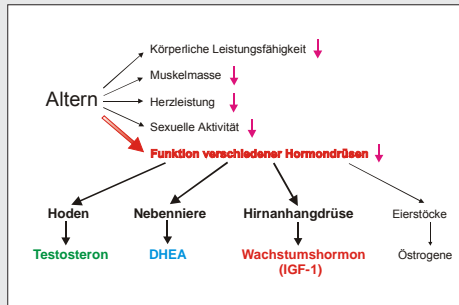 Körperliche Leistungsfähigkeit
Muskelmasse
Altern
Herzleistung
Sexuelle Aktivität
Funktion verschiedener Hormondrüsen
Hoden
Nebenniere
Hirnanhangdrüse
Eierstöcke
Testosteron
DHEA
Wachstumshormon
(IGF-1)
Östrogene